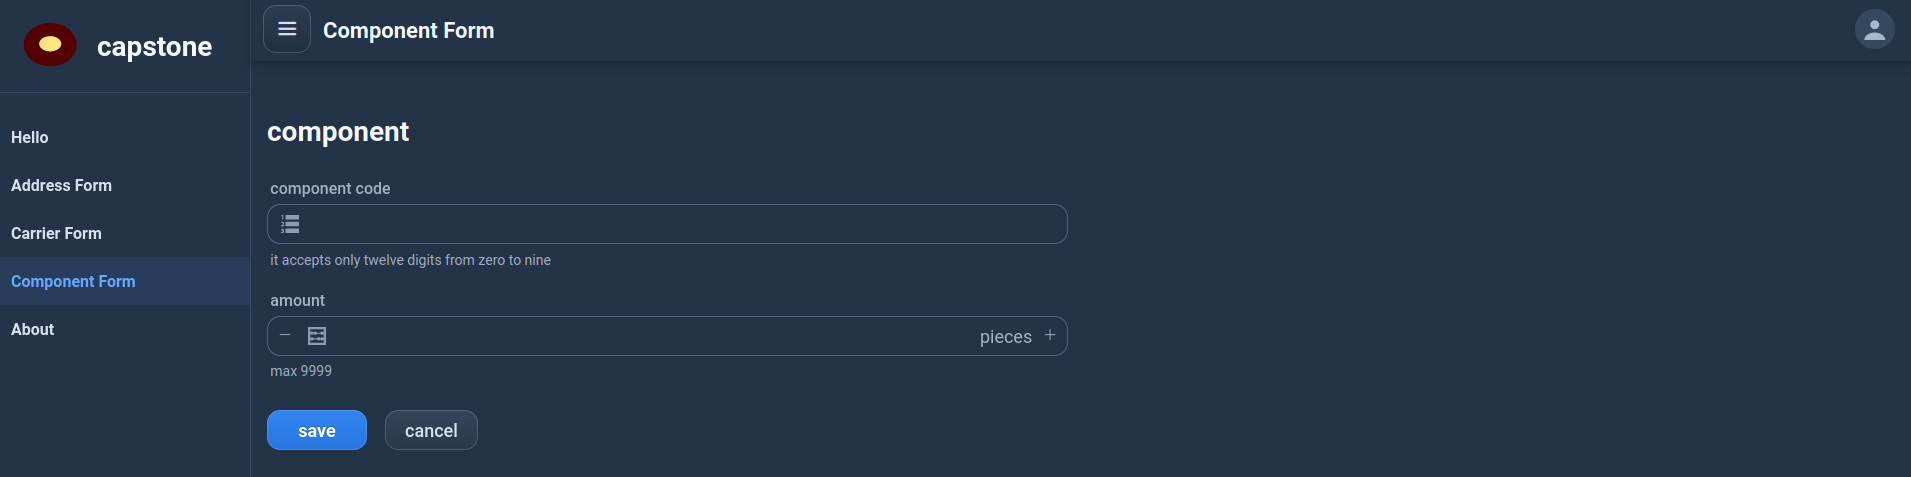 capstone
Component Form
Hello
Address Form
Carrier Form
Component Form
About
component
component code
it accepts only twelve digits from zero to nine
amount
pieces
max 9999
save
cancel